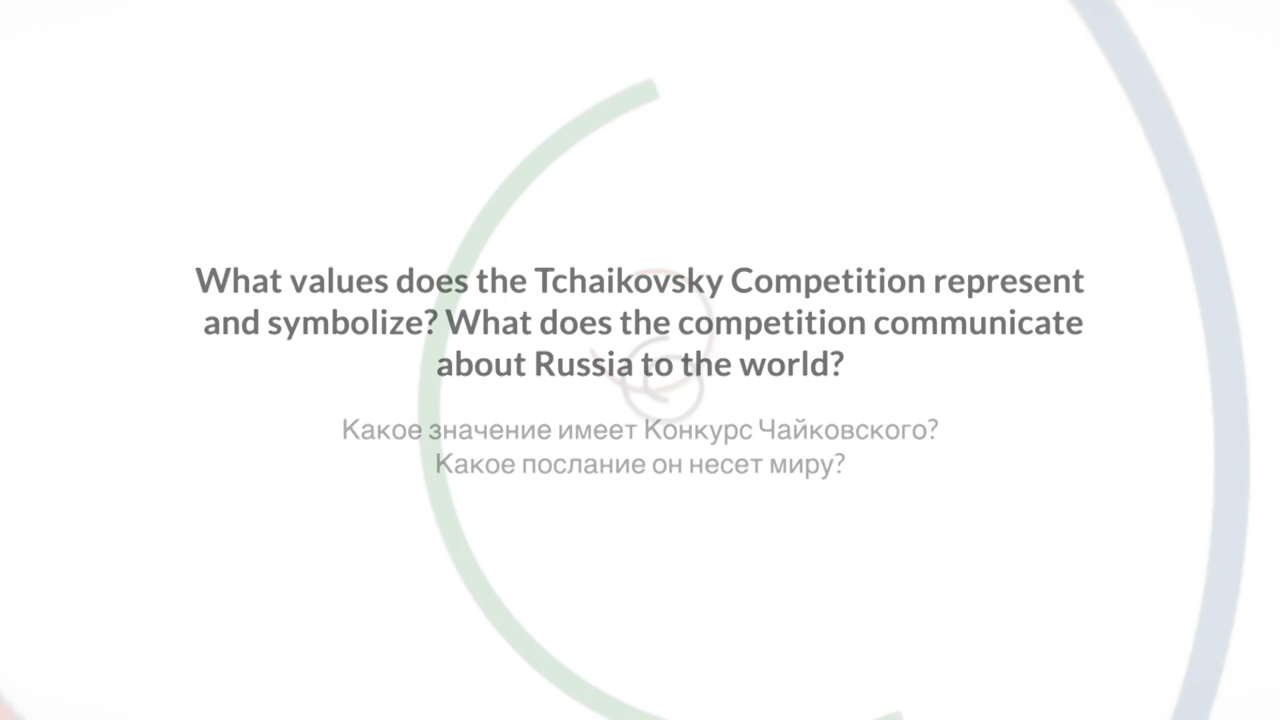 What values does the Tchaikovsky Competition represent
and symbolize? What does the competition communicate
about Russia to the world?
Какое значение имеет Конкурс Чайковского?
Какое послание он несет миру?